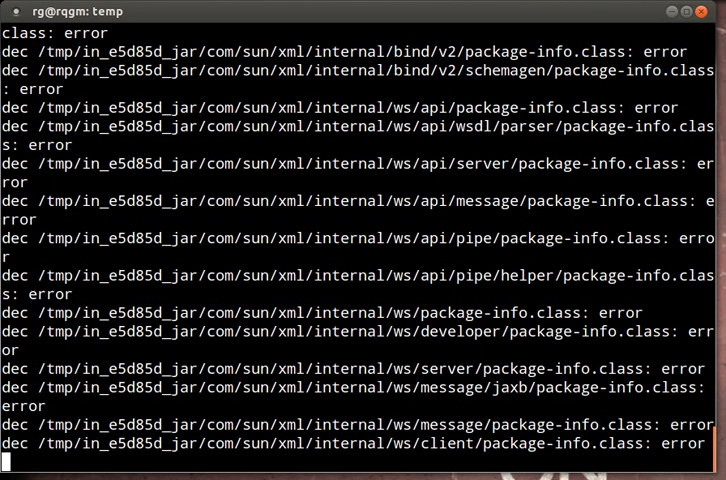 rg@rqgm: temp
class: error
dec /tmp/in_e5d85d_jar/com/sun/xml/internal/bind/v2/package-info.class: error
dec /tmp/in_e5d85d_jar/com/sun/xml/internal/bind/v2/schemagen/package-info.class
: error
dec /tmp/in_e5d85d_jar/com/sun/xml/internal/ws/api/package-info.class: error
dec /tmp/in_e5d85d_jar/com/sun/xml/internal/ws/api/wsdl/parser/package-info.clas
s: error
dec /tmp/in_e5d85d_jar/com/sun/xml/internal/ws/api/server/package-info.class: er
ror
dec /tmp/in_e5d85d_jar/com/sun/xml/internal/ws/api/message/package-info.class: e
rror
dec /tmp/in_e5d85d_jar/com/sun/xml/internal/ws/api/pipe/package-info.class: erro
r
dec /tmp/in_e5d85d_jar/com/sun/xml/internal/ws/api/pipe/helper/package-info.clas
s: error
dec /tmp/in_e5d85d_jar/com/sun/xml/internal/ws/package-info.class: error
dec /tmp/in_e5d85d_jar/com/sun/xml/internal/ws/developer/package-info.class: err
or
dec /tmp/in_e5d85d_jar/com/sun/xml/internal/ws/server/package-info.class: error
dec /tmp/in_e5d85d_jar/com/sun/xml/internal/ws/message/jaxb/package-info.class:
error
dec /tmp/in_e5d85d_jar/com/sun/xml/internal/ws/message/package-info.class: error
dec /tmp/in_e5d85d_jar/com/sun/xml/internal/ws/client/package-info.class: error